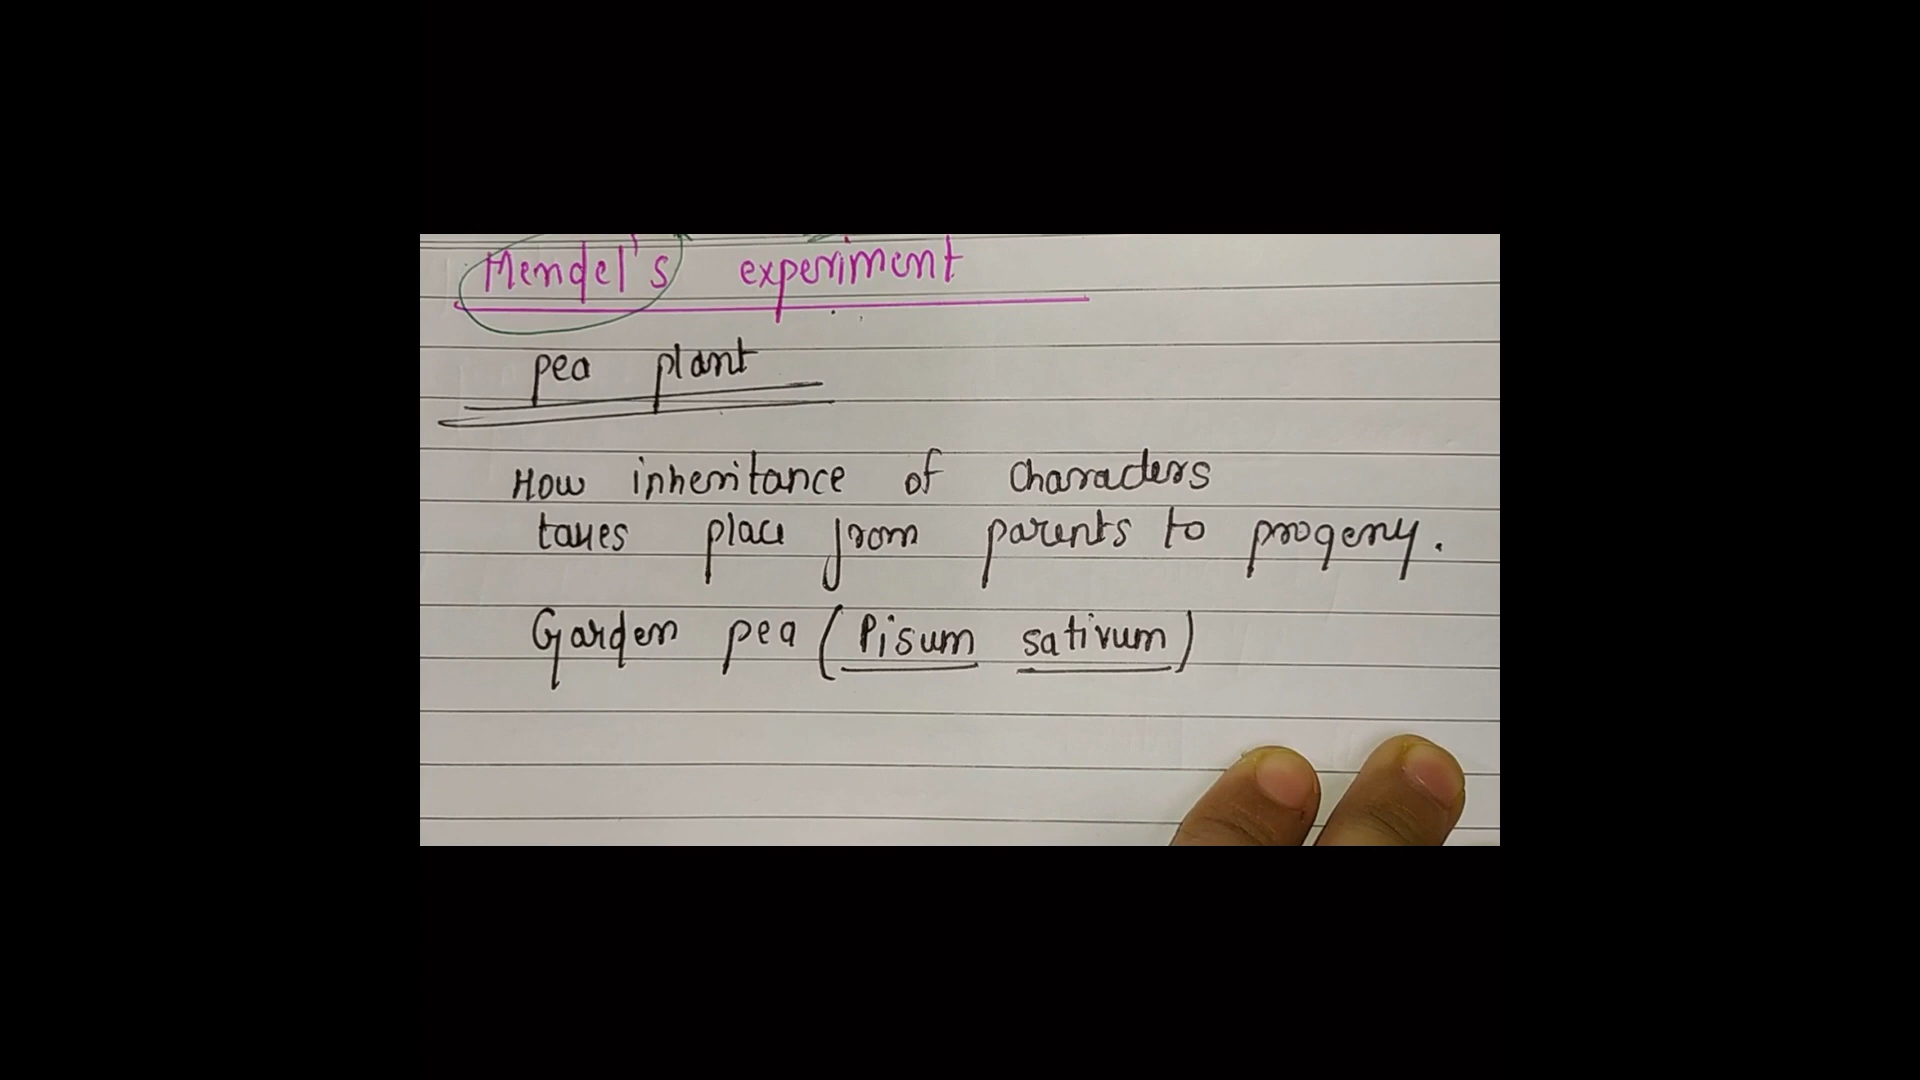 Mendel's experiment
pea plant
How inheritance of characters
takes place from parents to progeny.
Garden pea (Pisum sativum)